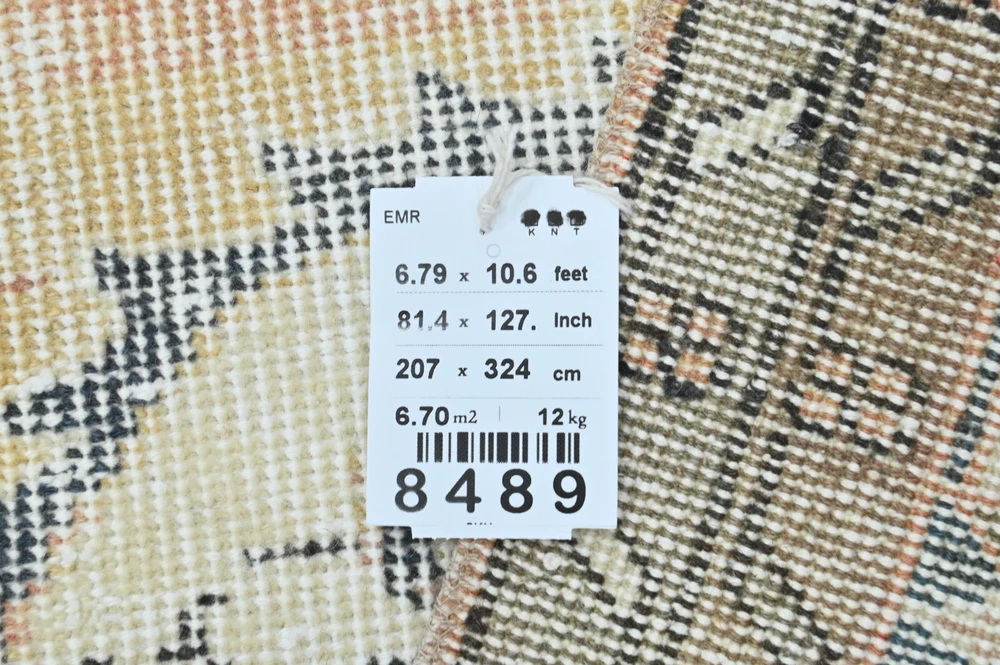 EMR
K N T
6.79 x 10.6 feet
81.4 x 127. Inch
207 x 324 cm
6.70 m2 | 12 kg
8489